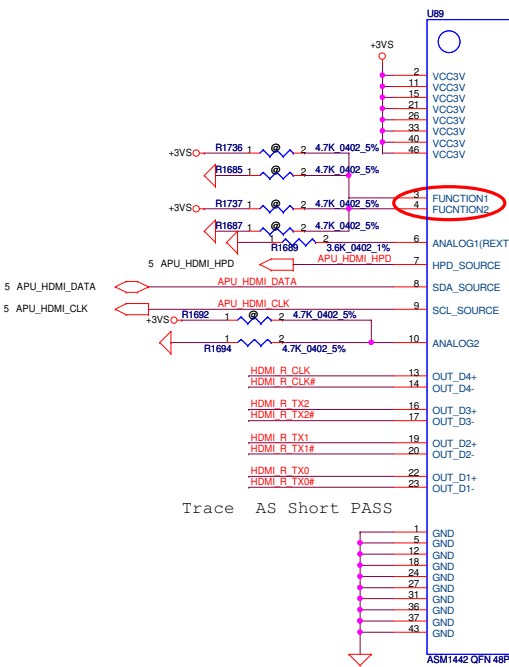 U89
+3VS
2 VCC3V
11 VCC3V
15 VCC3V
21 VCC3V
26 VCC3V
33 VCC3V
40 VCC3V
46 VCC3V
+3VS R1736 1 @ 2 4.7K_0402_5%
R1685 1 @ 2 4.7K_0402_5%
3 FUNCTION1
+3VS R1737 1 @ 2 4.7K_0402_5%
4 FUCNTION2
R1687 1 @ 2 4.7K_0402_5%
R1689 1 2 3.6K_0402_1%
6 ANALOG1(REXT
5 APU_HDMI_HPD APU_HDMI_HPD 7 HPD_SOURCE
5 APU_HDMI_DATA APU_HDMI_DATA 8 SDA_SOURCE
5 APU_HDMI_CLK APU_HDMI_CLK 9 SCL_SOURCE
+3VS R1692 1 @ 2 4.7K_0402_5%
R1694 1 2 4.7K_0402_5%
10 ANALOG2
HDMI_R_CLK 13 OUT_D4+
HDMI_R_CLK# 14 OUT_D4-
HDMI_R_TX2 16 OUT_D3+
HDMI_R_TX2# 17 OUT_D3-
HDMI_R_TX1 19 OUT_D2+
HDMI_R_TX1# 20 OUT_D2-
HDMI_R_TX0 22 OUT_D1+
HDMI_R_TX0# 23 OUT_D1-
Trace AS Short PASS
1 GND
5 GND
12 GND
18 GND
24 GND
27 GND
31 GND
36 GND
37 GND
43 GND
ASM1442 QFN 48P